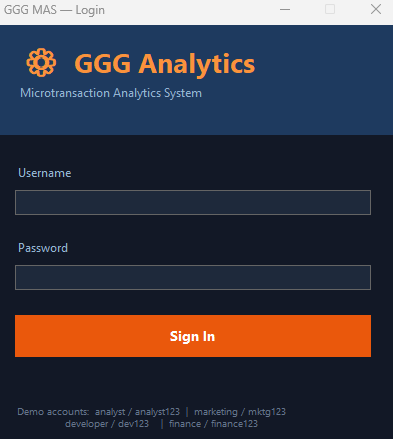 GGG MAS — Login
GGG Analytics
Microtransaction Analytics System
Username
Password
Sign In
Demo accounts: analyst / analyst123 | marketing / mktg123
developer / dev123 | finance / finance123